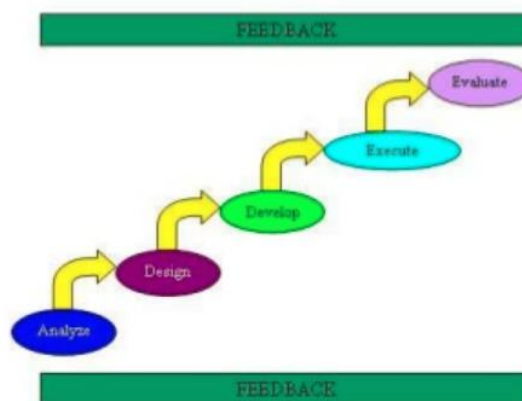 FEEDBACK
Evaluate
Execute
Develop
Design
Analyze
FEEDBACK